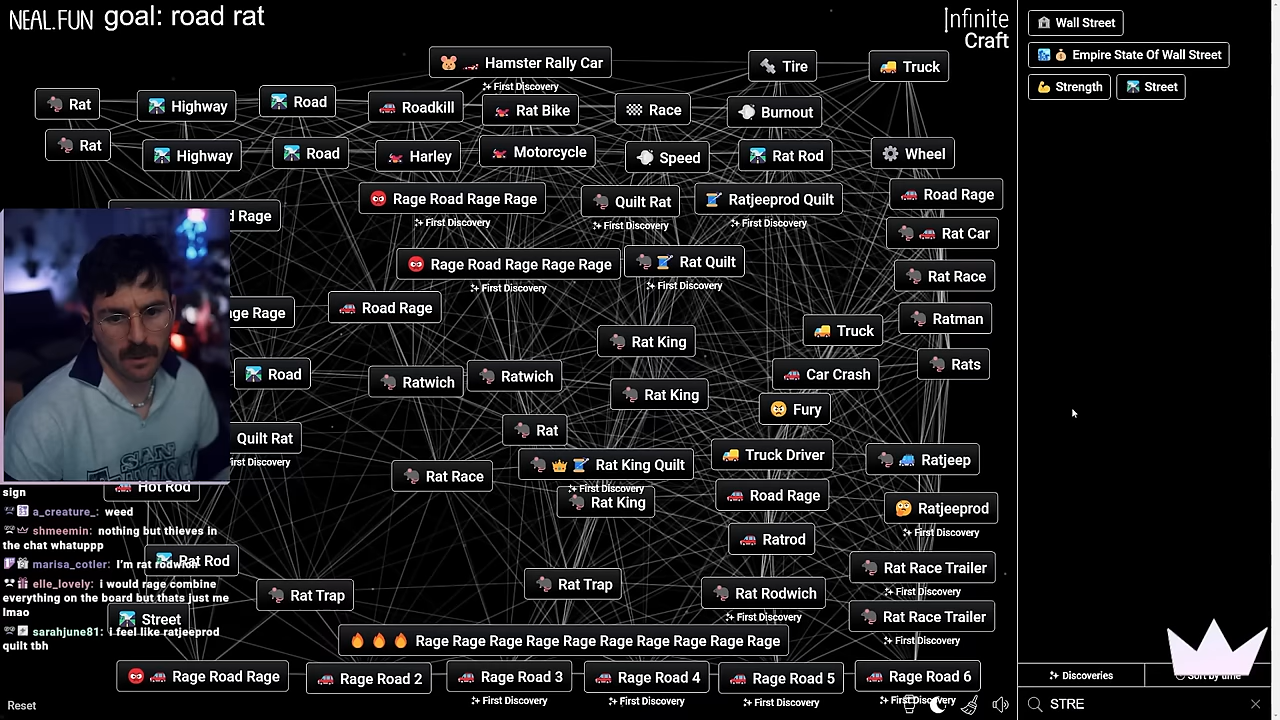 NEAL.FUN goal: road rat
Infinite Craft
Hamster Rally Car
First Discovery
Tire
Truck
Rat
Highway
Road
Roadkill
Rat Bike
Race
Burnout
Rat
Highway
Road
Harley
Motorcycle
Speed
Rat Rod
Wheel
d Rage
Rage Road Rage Rage
First Discovery
Quilt Rat
First Discovery
Ratjeeprod Quilt
First Discovery
Road Rage
Rat Car
Rage Road Rage Rage Rage
First Discovery
Rat Quilt
First Discovery
Rat Race
ge Rage
Road Rage
Rat King
Truck
Ratman
Road
Ratwich
Ratwich
Rat King
Car Crash
Rats
Fury
Quilt Rat
irst Discovery
Rat
Rat Race
Rat King Quilt
First Discovery
Rat King
Truck Driver
Ratjeep
Hot Rod
Road Rage
Ratjeeprod
First Discovery
Rat Rod
Ratrod
Rat Race Trailer
First Discovery
Rat Trap
Rat Trap
Rat Rodwich
First Discovery
Rat Race Trailer
First Discovery
Street
Rage Rage Rage Rage Rage Rage Rage Rage Rage Rage
Rage Road Rage
Rage Road 2
Rage Road 3
First Discovery
Rage Road 4
First Discovery
Rage Road 5
First Discovery
Rage Road 6
First Discovery
Reset
sign
a_creature_: weed
shmeemin: nothing but thieves in
the chat whatuppp
marisa_cotler: I'm rat rodwich
elle_lovely: i would rage combine
everything on the board but thats just me
lmao
sarahjune81: i feel like ratjeeprod
quilt tbh
Wall Street
Empire State Of Wall Street
Strength
Street
Discoveries
Sort by time
STRE